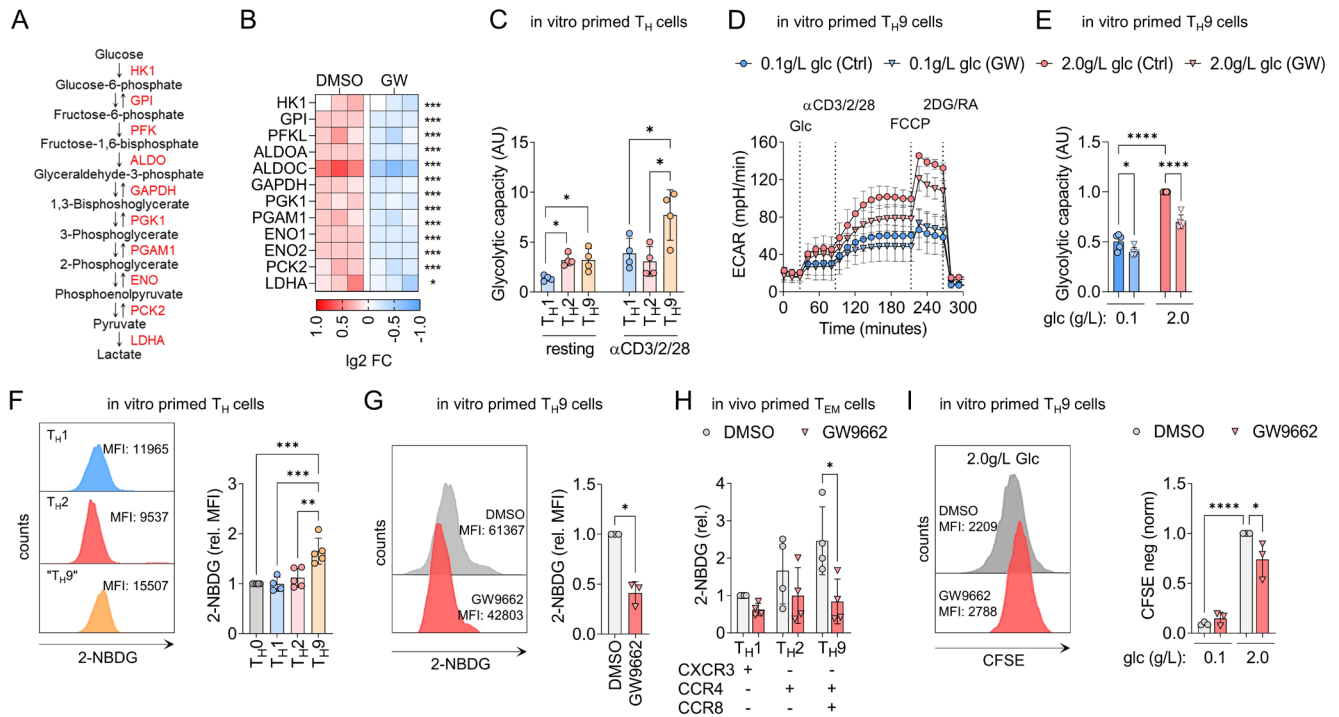 A
Glucose
HK1
Glucose-6-phosphate
GPI
Fructose-6-phosphate
PFK
Fructose-1,6-bisphosphate
ALDO
Glyceraldehyde-3-phosphate
GAPDH
1,3-Bisphoshoglycerate
PGK1
3-Phosphoglycerate
PGAM1
2-Phosphoglycerate
ENO
Phosphoenolpyruvate
PCK2
Pyruvate
LDHA
Lactate
B
DMSO GW
HK1 ***
GPI ***
PFKL ***
ALDOA ***
ALDOC ***
GAPDH ***
PGK1 ***
PGAM1 ***
ENO1 ***
ENO2 ***
PCK2 ***
LDHA *
1.0 0.5 0 -0.5 -1.0
lg2 FC
C in vitro primed TH cells
Glycolytic capacity (AU)
15
10
5
0
* * * *
TH1 TH2 TH9 TH1 TH2 TH9
resting αCD3/2/28
D in vitro primed TH9 cells
0.1g/L glc (Ctrl) 0.1g/L glc (GW) 2.0g/L glc (Ctrl) 2.0g/L glc (GW)
αCD3/2/28 2DG/RA
Glc FCCP
ECAR (mpH/min)
160
120
80
40
0
0 60 120 180 240 300
Time (minutes)
E in vitro primed TH9 cells
Glycolytic capacity (AU)
1.5
1.0
0.5
0.0
****
* ****
glc (g/L): 0.1 2.0
F in vitro primed TH cells
TH1
MFI: 11965
TH2
MFI: 9537
"TH9"
MFI: 15507
counts
2-NBDG
2-NBDG (rel. MFI)
3
2
1
0
***
***
**
TH0 TH1 TH2 TH9
G in vitro primed TH9 cells
DMSO
MFI: 61367
GW9662
MFI: 42803
counts
2-NBDG
2-NBDG (rel. MFI)
1.5
1.0
0.5
0.0
*
DMSO GW9662
H in vivo primed TEM cells
DMSO GW9662
2-NBDG (rel.)
4
3
2
1
0
*
TH1 TH2 TH9
CXCR3 + - -
CCR4 - + +
CCR8 - - +
I in vitro primed TH9 cells
DMSO GW9662
2.0g/L Glc
DMSO
MFI: 2209
GW9662
MFI: 2788
counts
CFSE
CFSE neg (norm)
1.5
1.0
0.5
0.0
**** *
glc (g/L): 0.1 2.0